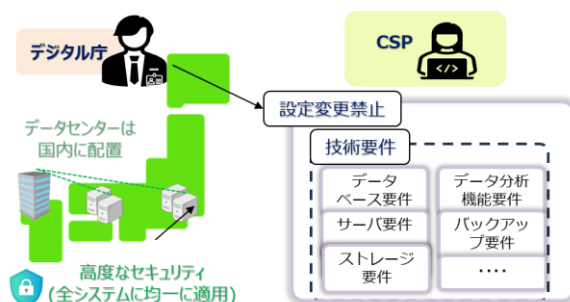 デジタル庁
CSP
</>
設定変更禁止
データセンターは
国内に配置
技術要件
データ
ベース要件
データ分析
機能要件
サーバ要件
バックアッ
プ要件
ストレージ
要件
....
高度なセキュリティ
(全システムに均一に適用)